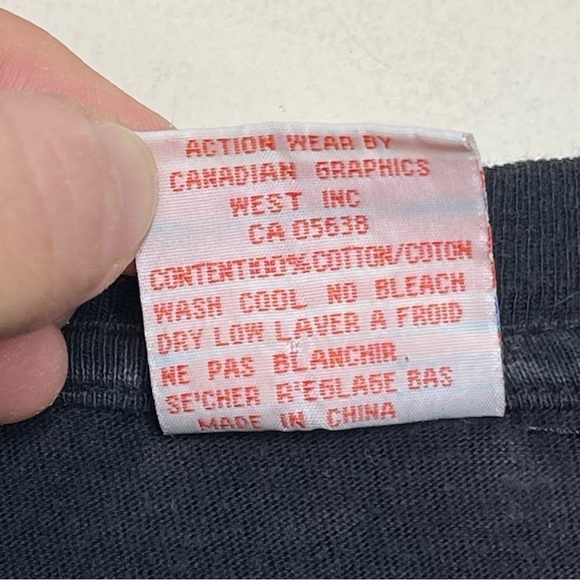 ACTION WEAR BY
CANADIAN GRAPHICS
WEST INC
CA 05638
CONTENT100%COTTON/COTON
WASH COOL NO BLEACH
DRY LOW LAVER A FROID
NE PAS BLANCHIR.
SE'CHER R'EGLAGE BAS
MADE IN CHINA